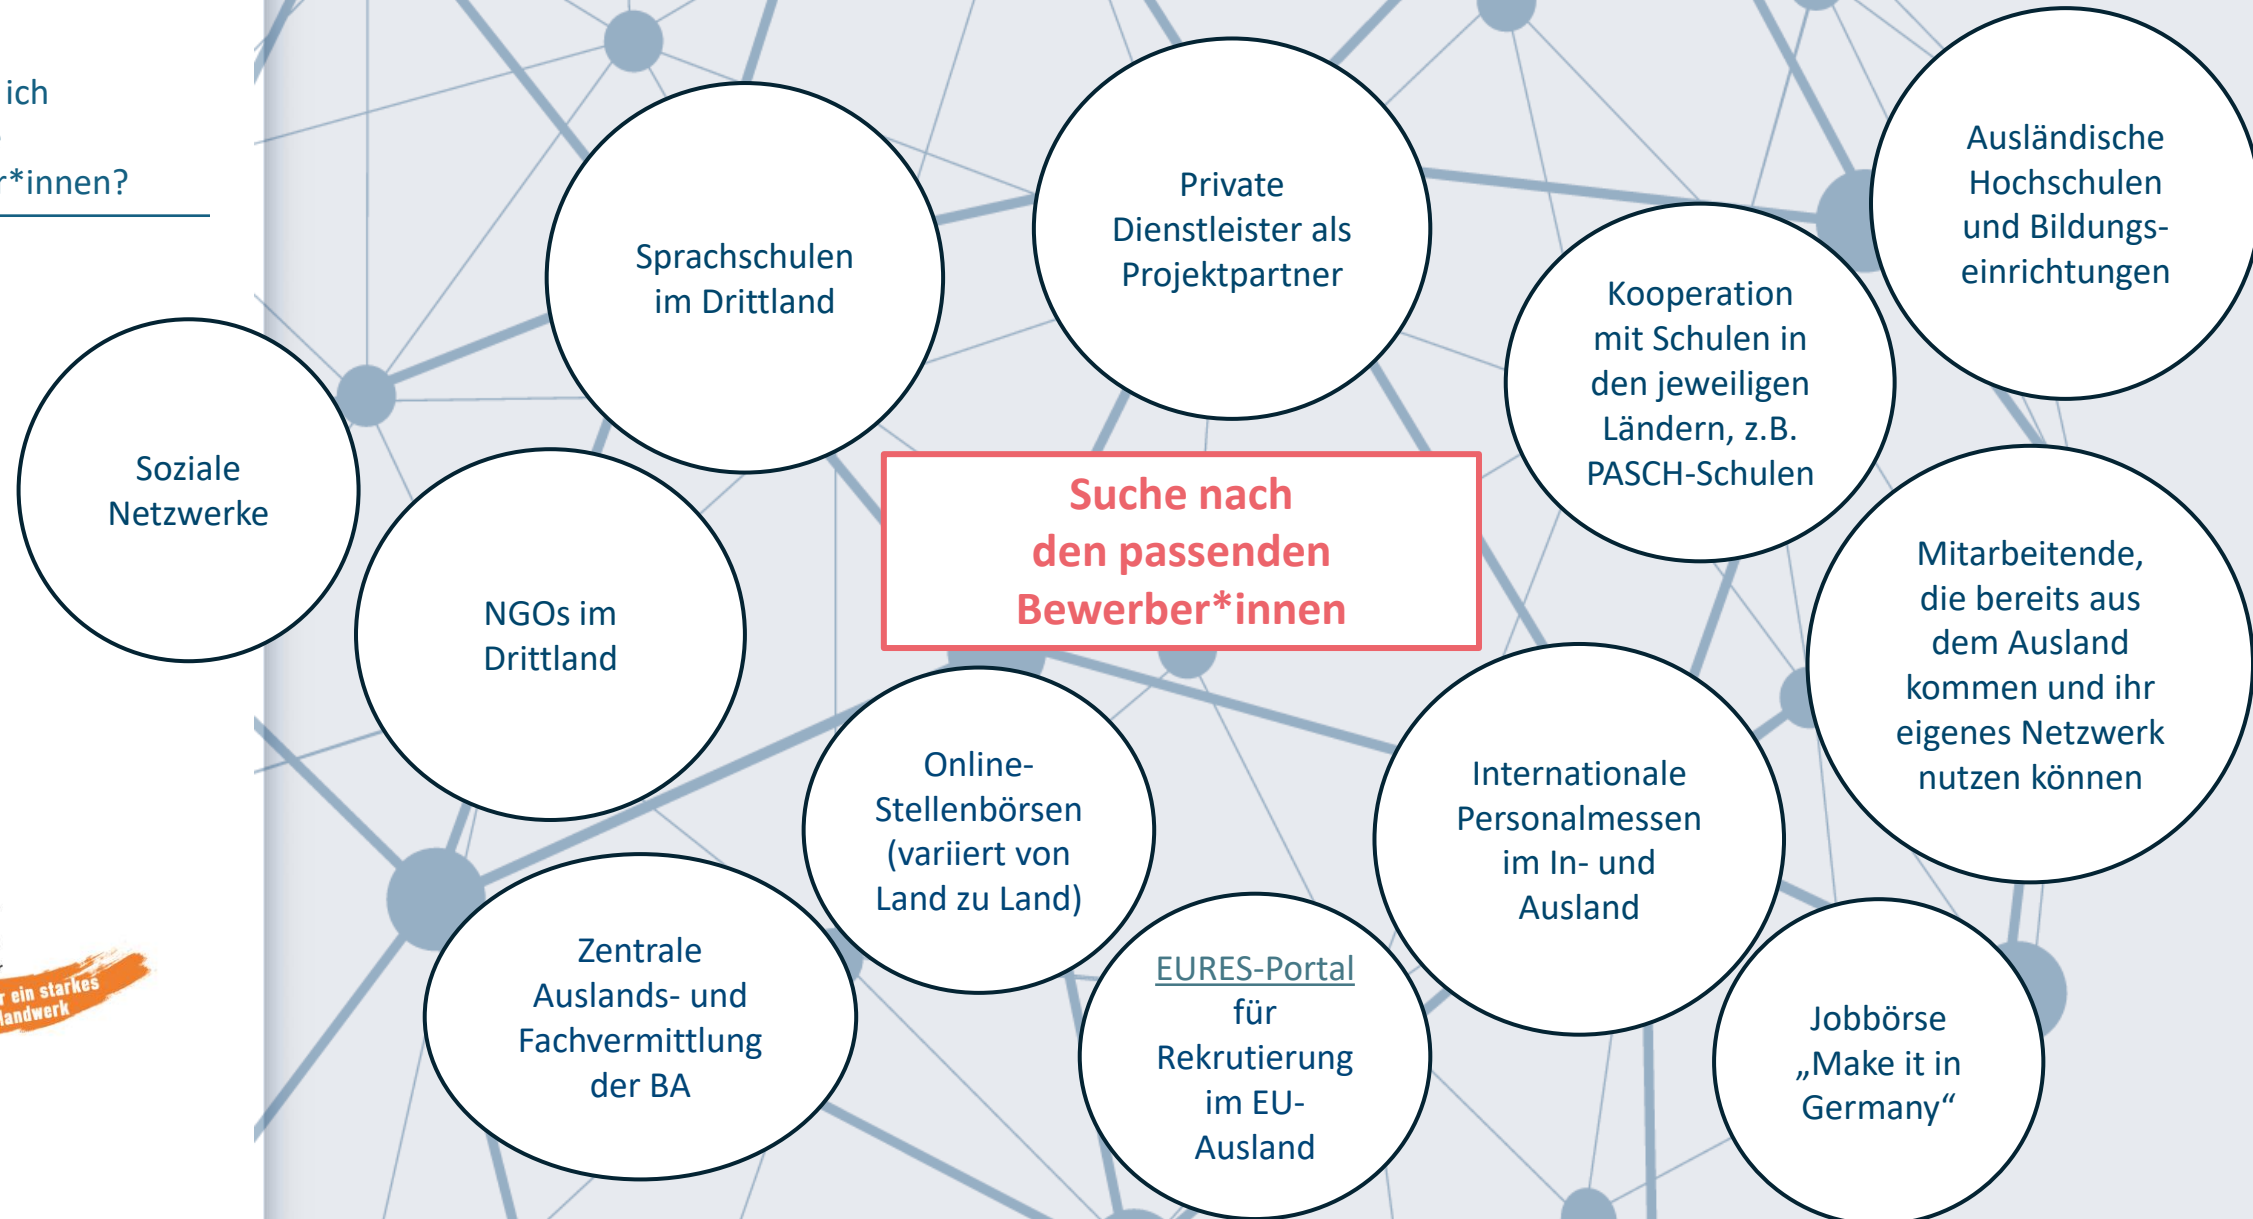 ich
r*innen?
Sprachschulen
im Drittland
Private
Dienstleister als
Projektpartner
Ausländische
Hochschulen
und Bildungs-
einrichtungen
Kooperation
mit Schulen in
den jeweiligen
Ländern, z.B.
PASCH-Schulen
Soziale
Netzwerke
NGOs im
Drittland
Suche nach
den passenden
Bewerber*innen
Mitarbeitende,
die bereits aus
dem Ausland
kommen und ihr
eigenes Netzwerk
nutzen können
Online-
Stellenbörsen
(variiert von
Land zu Land)
Internationale
Personalmessen
im In- und
Ausland
Zentrale
Auslands- und
Fachvermittlung
der BA
EURES-Portal
für
Rekrutierung
im EU-
Ausland
Jobbörse
„Make it in
Germany“
r ein starkes
landwerk